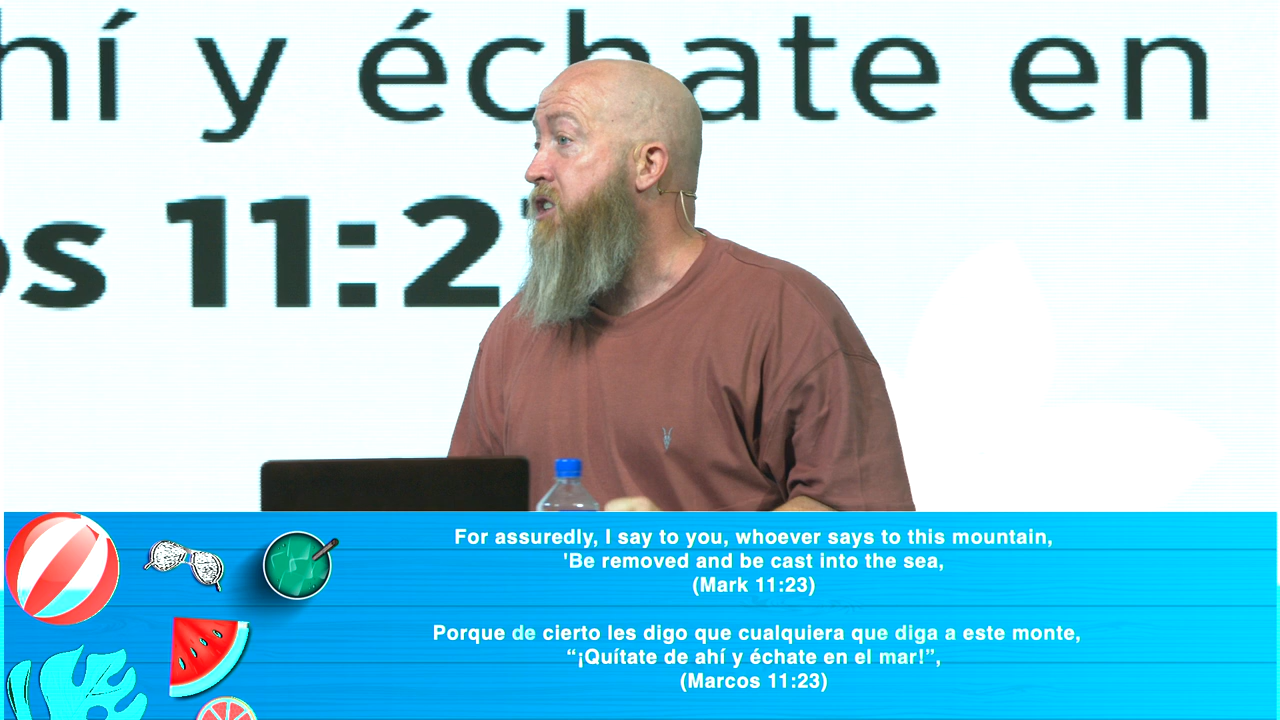 hí y échate en
os 11:2
For assuredly, I say to you, whoever says to this mountain,
'Be removed and be cast into the sea,
(Mark 11:23)
Porque de cierto les digo que cualquiera que diga a este monte,
“¡Quítate de ahí y échate en el mar!”,
(Marcos 11:23)